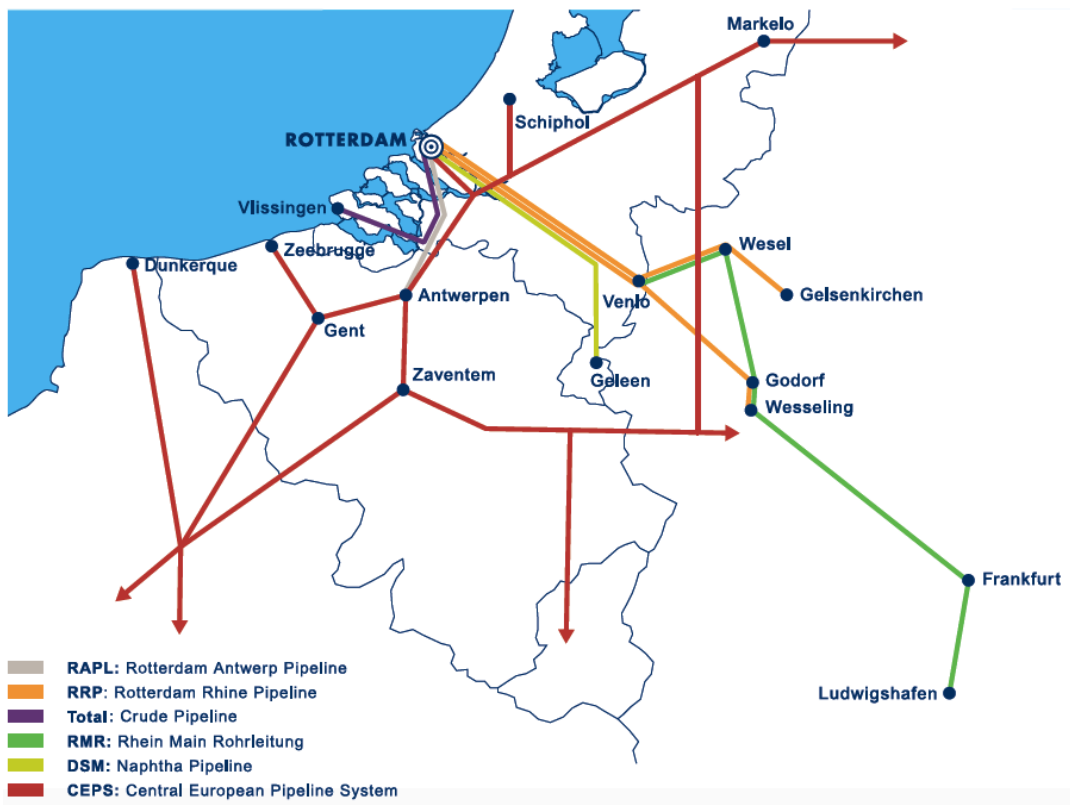 Markelo
Schiphol
ROTTERDAM
Vlissingen
Zeebrugge
Wesel
Dunkerque
Antwerpen
Venlo
Gelsenkirchen
Gent
Zaventem
Geleen
Godorf
Wesseling
Frankfurt
Ludwigshafen
RAPL: Rotterdam Antwerp Pipeline
RRP: Rotterdam Rhine Pipeline
Total: Crude Pipeline
RMR: Rhein Main Rohrleitung
DSM: Naphtha Pipeline
CEPS: Central European Pipeline System